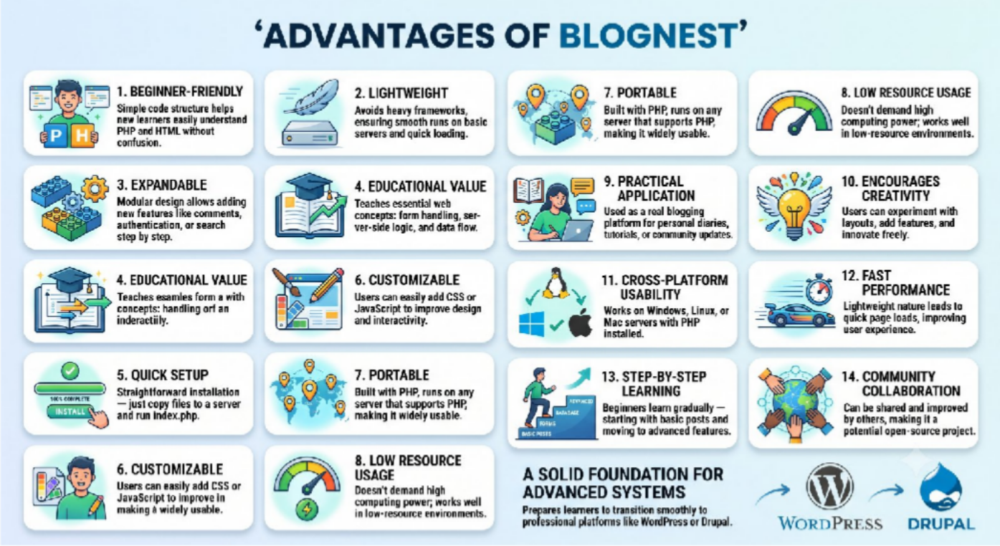 ‘ADVANTAGES OF BLOGNEST’
1. BEGINNER-FRIENDLY
Simple code structure helps
new learners easily understand
PHP and HTML without
confusion.
P H
2. LIGHTWEIGHT
Avoids heavy frameworks,
ensuring smooth runs on basic
servers and quick loading.
7. PORTABLE
Built with PHP, runs on any
server that supports PHP,
making it widely usable.
8. LOW RESOURCE USAGE
Doesn't demand high
computing power; works well
in low-resource environments.
3. EXPANDABLE
Modular design allows adding
new features like comments,
authentication, or search
step by step.
4. EDUCATIONAL VALUE
Teaches essential web
concepts: form handling, ser-
ver-side logic, and data flow.
9. PRACTICAL
APPLICATION
Used as a real blogging
platform for personal diaries,
tutorials, or community updates.
10. ENCOURAGES
CREATIVITY
Users can experiment with
layouts, add features, and
innovate freely.
4. EDUCATIONAL VALUE
Teaches esamles form a with
concepts: handling orf an
inderactiily.
6. CUSTOMIZABLE
Users can easily add CSS or
JavaScript to improve design
and interactivity.
11. CROSS-PLATFORM
USABILITY
Works on Windows, Linux, or
Mac servers with PHP
installed.
12. FAST
PERFORMANCE
Lightweight nature leads to
quick page loads, improving
user experience.
5. QUICK SETUP
Straightforward installation
— just copy files to a server
and run index.php.
100% COMPLETE
INSTALL
7. PORTABLE
Built with PHP, runs on any
server that supports PHP,
making it widely usable.
13. STEP-BY-STEP
LEARNING
Beginners learn gradually —
starting with basic posts and
moving to advanced features.
ADVANCED
DATABASE
FORMS
BASIC POSTS
14. COMMUNITY
COLLABORATION
Can be shared and improved
by others, making it a
potential open-source project.
6. CUSTOMIZABLE
Users can easily add CSS or
JavaScript to improve in
making a widely usable.
8. LOW RESOURCE
USAGE
Doesn't demand high
computing power; works well
in low-resource environments.
A SOLID FOUNDATION FOR
ADVANCED SYSTEMS
Prepares learners to transition smoothly to
professional platforms like WordPress or Drupal.
W
WORDPRESS
DRUPAL